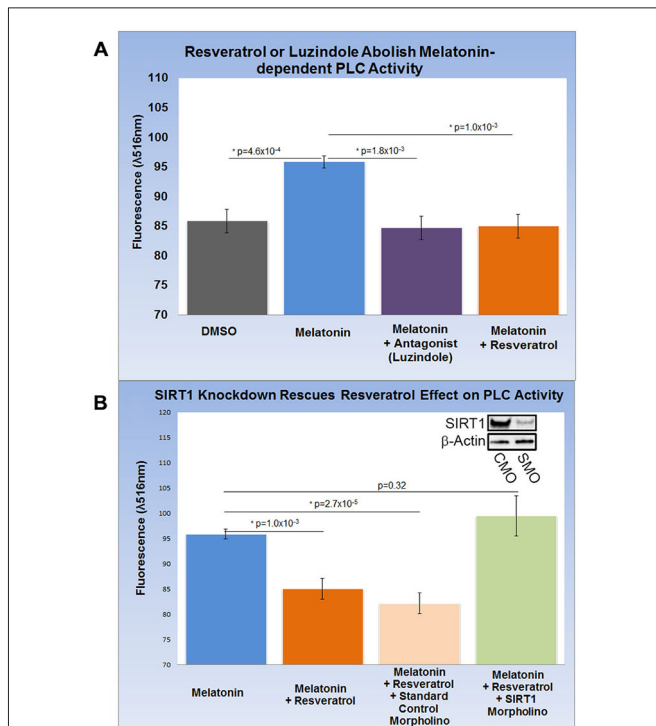 A
Resveratrol or Luzindole Abolish Melatonin-
dependent PLC Activity
Fluorescence (λ516nm)
110
105
100
95
90
85
80
75
70
* p=4.6x10-4
* p=1.8x10-3
* p=1.0x10-3
DMSO
Melatonin
Melatonin
+ Antagonist
(Luzindole)
Melatonin
+ Resveratrol
B
SIRT1 Knockdown Rescues Resveratrol Effect on PLC Activity
Fluorescence (λ516nm)
120
115
110
105
100
95
90
85
80
75
70
SIRT1
β-Actin
CMO
SMO
p=0.32
* p=2.7x10-5
* p=1.0x10-3
Melatonin
Melatonin
+ Resveratrol
Melatonin
+ Resveratrol
+ Standard
Control
Morpholino
Melatonin
+ Resveratrol
+ SIRT1
Morpholino